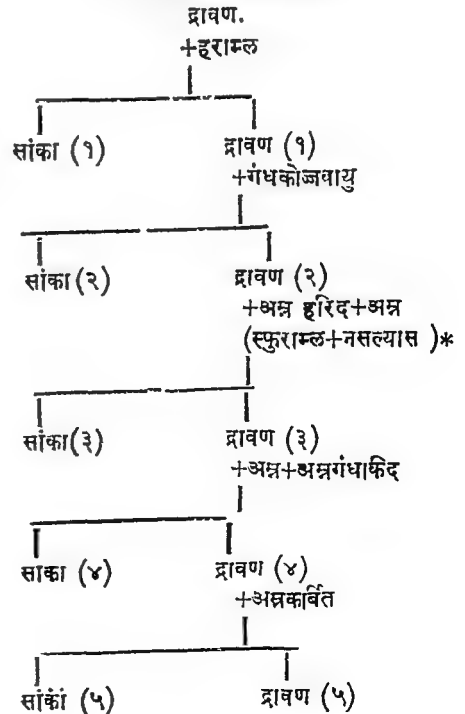 द्रावण.
+हराम्ल
सांका (१) द्रावण (१)
+गंधकोज्जवायु
सांका (२) द्रावण (२)
+अम्र हरिद+अम्र
(स्फुराम्ल+नसल्यास )*
सांका(३) द्रावण (३)
+अम्र+अम्रगंधकिद
साका (४) द्रावण (४)
+अम्रकर्बित
सांकां (५) द्रावण (५)